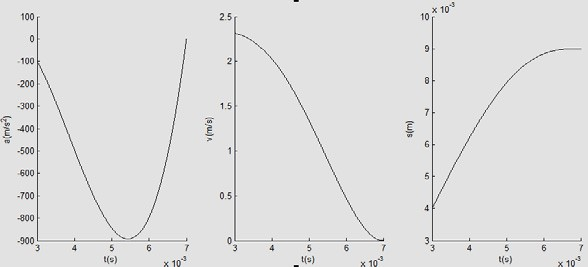 100
0
-100
-200
-300
-400
-500
-600
-700
-800
-900
a(m/s²)
3 4 5 6 7
t(s)
x 10⁻³
2.5
2
1.5
1
0.5
0
v(m/s)
3 4 5 6 7
t(s)
x 10⁻³
x 10⁻³
10
9
8
7
6
5
4
3
s(m)
3 4 5 6 7
t(s)
x 10⁻³